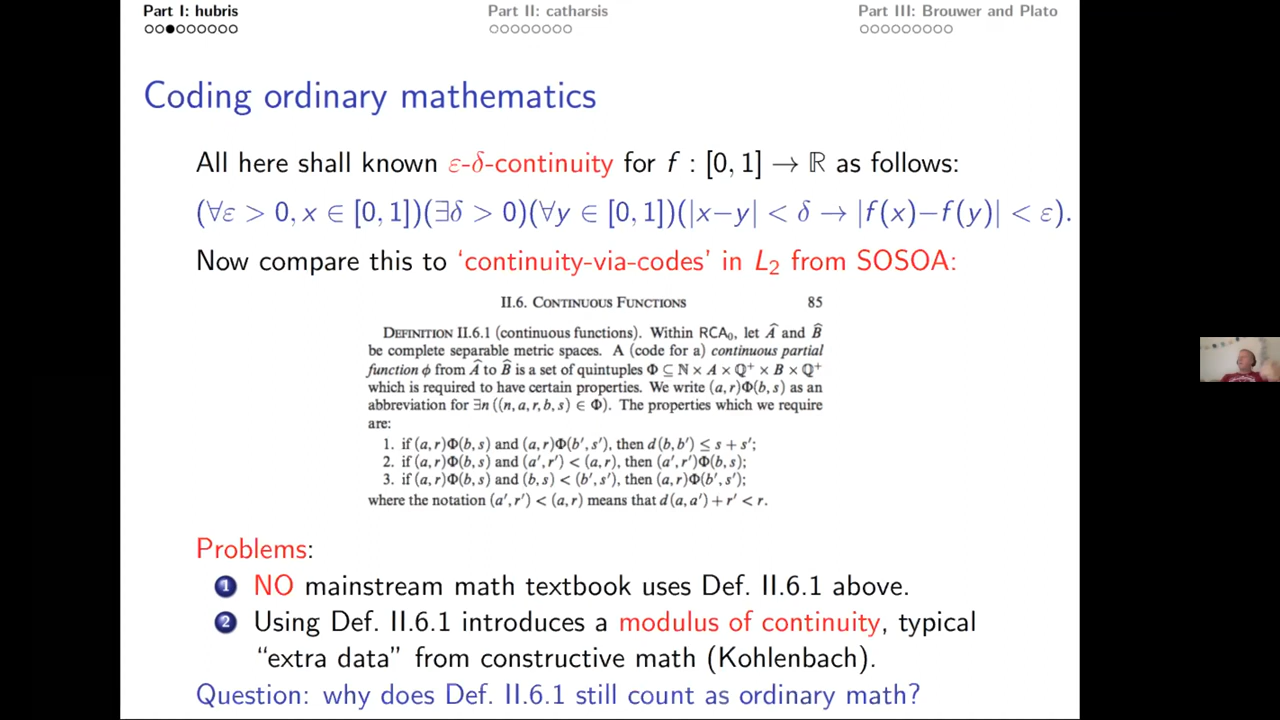 Part I: hubris Part II: catharsis Part III: Brouwer and Plato
Coding ordinary mathematics
All here shall known ε-δ-continuity for f : [0, 1] → ℝ as follows:
(∀ε > 0, x ∈ [0, 1])(∃δ > 0)(∀y ∈ [0, 1])(|x−y| < δ → |f(x)−f(y)| < ε).
Now compare this to ‘continuity-via-codes’ in L₂ from SOSOA:
II.6. Continuous Functions 85
Definition II.6.1 (continuous functions). Within RCA₀, let Â and B̂
be complete separable metric spaces. A (code for a) continuous partial
function ϕ from Â to B̂ is a set of quintuples Φ ⊆ ℕ × A × ℚ⁺ × B × ℚ⁺
which is required to have certain properties. We write (a, r)Φ(b, s) as an
abbreviation for ∃n ((n, a, r, b, s) ∈ Φ). The properties which we require
are:
1. if (a, r)Φ(b, s) and (a, r)Φ(b′, s′), then d(b, b′) ≤ s + s′;
2. if (a, r)Φ(b, s) and (a′, r′) < (a, r), then (a′, r′)Φ(b, s);
3. if (a, r)Φ(b, s) and (b, s) < (b′, s′), then (a, r)Φ(b′, s′);
where the notation (a′, r′) < (a, r) means that d(a, a′) + r′ < r.
Problems:
1 NO mainstream math textbook uses Def. II.6.1 above.
2 Using Def. II.6.1 introduces a modulus of continuity, typical
“extra data” from constructive math (Kohlenbach).
Question: why does Def. II.6.1 still count as ordinary math?